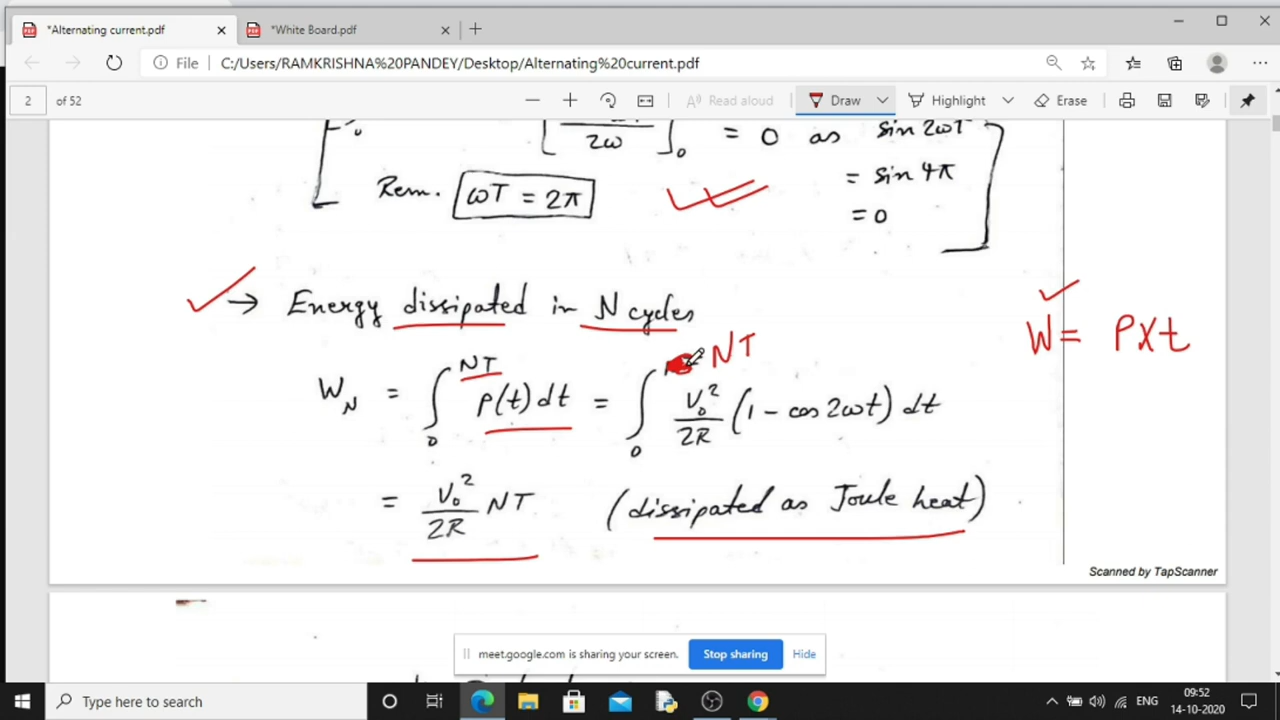 *Alternating current.pdf
*White Board.pdf
File | C:/Users/RAMKRISHNA%20PANDEY/Desktop/Alternating%20current.pdf
2 of 52
Read aloud
Draw
Highlight
Erase
2ω ]₀ = 0 as sin 2ωT
Rem. ωT = 2π
= sin 4π
= 0
→ Energy dissipated in N cycles
W = P×t
W_N = ∫₀^NT P(t) dt = ∫₀^NT V₀²/2R (1 - cos 2ωt) dt
= V₀²/2R NT (dissipated as Joule heat)
Scanned by TapScanner
meet.google.com is sharing your screen.
Stop sharing
Hide
Type here to search
ENG
09:52
14-10-2020